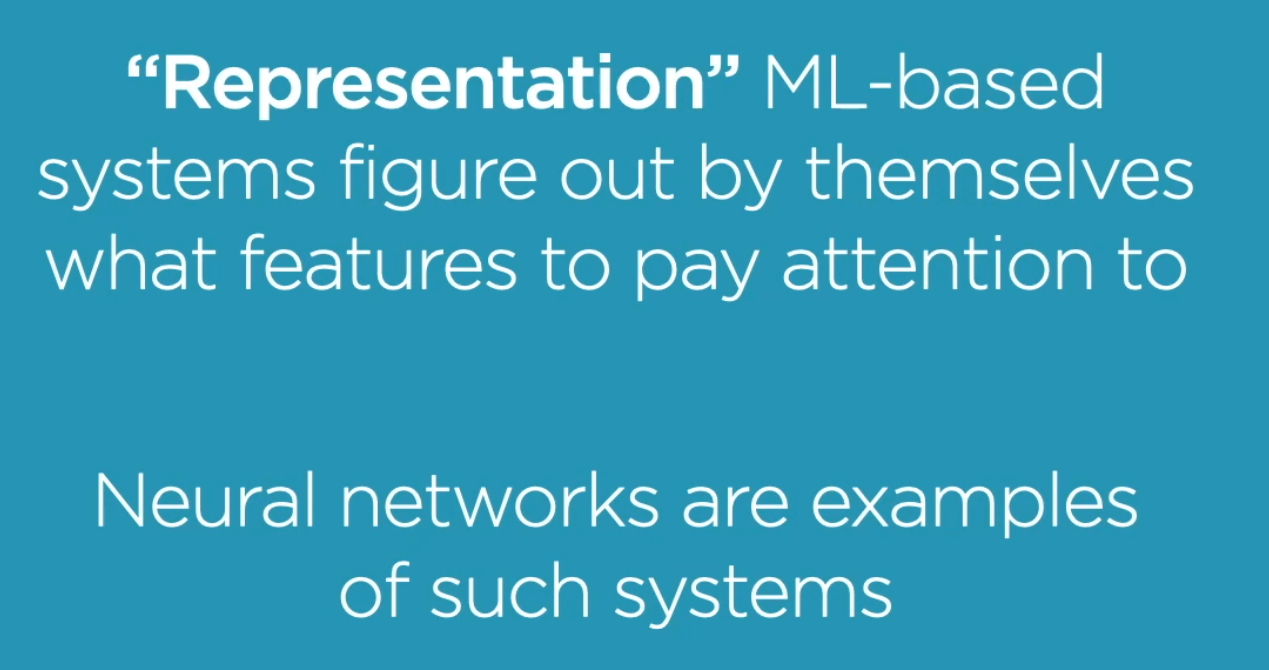 “Representation” ML-based
systems figure out by themselves
what features to pay attention to
Neural networks are examples
of such systems